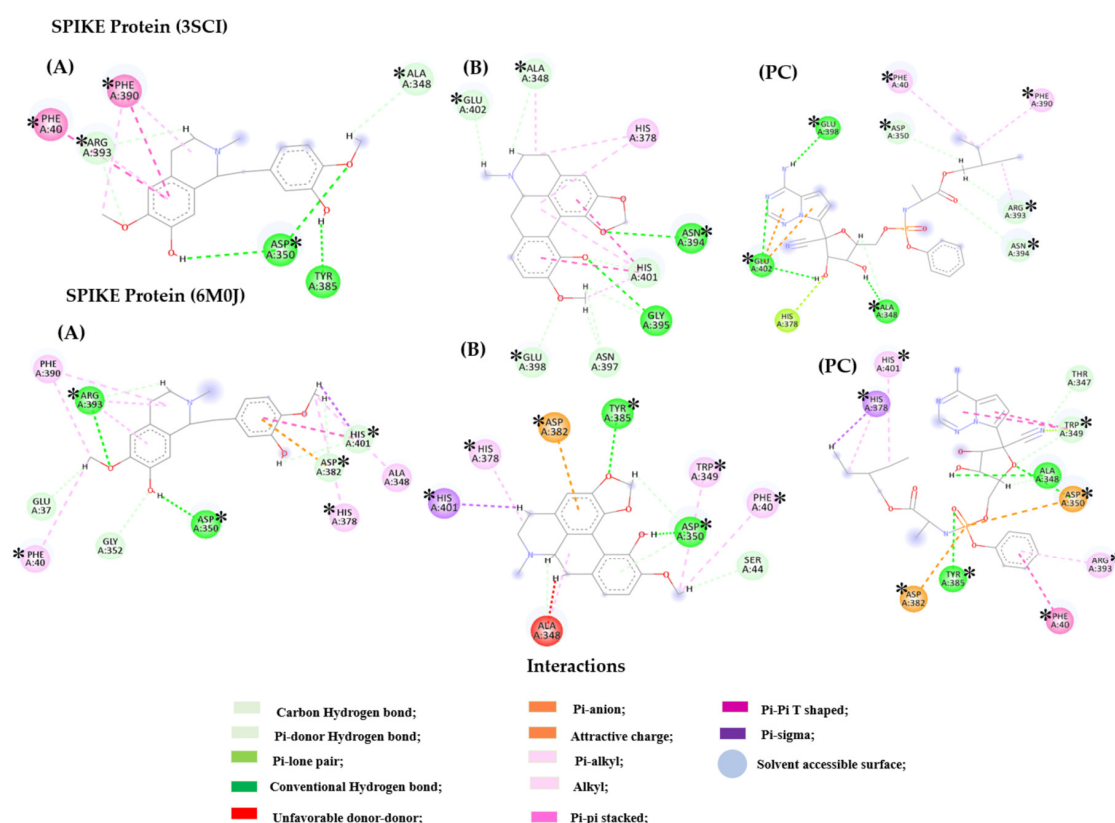 SPIKE Protein (3SCI)
(A)
*PHE
A:390
*PHE
A:40
*ARG
A:393
*ALA
A:348
ASP*
A:350
TYR
A:385
H
H
H
N
O
O
O
O
(B)
*ALA
A:348
*GLU
A:402
HIS
A:378
ASN*
A:394
HIS
A:401
GLY
A:395
*GLU
A:398
ASN
A:397
(PC)
*PHE
A:40
*PHE
A:390
*GLU
A:398
*ASP
A:350
ARG*
A:393
ASN*
A:394
*GLU
A:402
HIS
A:378
*ALA
A:348
SPIKE Protein (6M0J)
(A)
PHE
A:390
*ARG
A:393
HIS*
A:401
ASP*
A:382
ALA
A:348
*HIS
A:378
GLU
A:37
GLY
A:352
*PHE
A:40
ASP*
A:350
(B)
*ASP
A:382
TYR*
A:385
*HIS
A:378
*HIS
A:401
TRP*
A:349
PHE*
A:40
ASP*
A:350
SER
A:44
ALA
A:348
(PC)
HIS*
A:401
*HIS
A:378
THR
A:347
TRP*
A:349
ALA
A:348
ASP*
A:350
ARG*
A:393
TYR*
A:385
*ASP
A:382
*PHE
A:40
Interactions
Carbon Hydrogen bond;
Pi-donor Hydrogen bond;
Pi-lone pair;
Conventional Hydrogen bond;
Unfavorable donor-donor;
Pi-anion;
Attractive charge;
Pi-alkyl;
Alkyl;
Pi-pi stacked;
Pi-Pi T shaped;
Pi-sigma;
Solvent accessible surface;